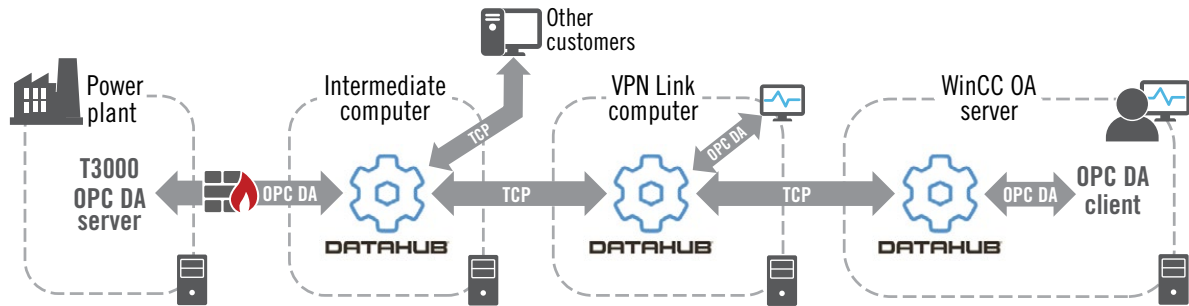 Other
customers
Power
plant
Intermediate
computer
VPN Link
computer
WinCC OA
server
TCP
OPC DA
T3000
OPC DA
server
OPC DA
TCP
TCP
OPC DA
OPC DA
client
DATAHUB
DATAHUB
DATAHUB